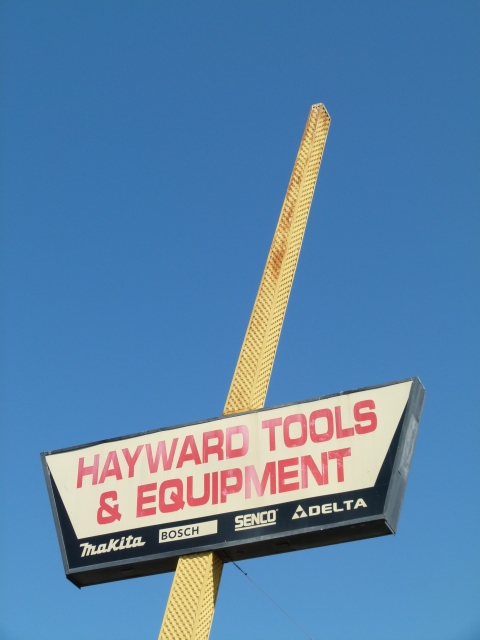 HAYWARD TOOLS
& EQUIPMENT
Makita BOSCH SENCO DELTA